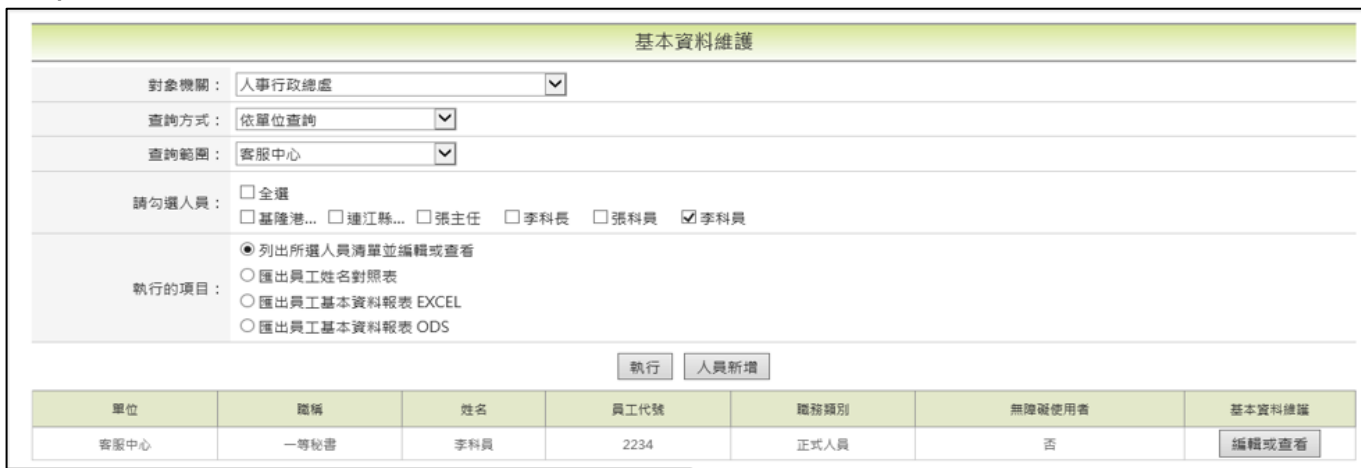 基本資料維護
對象機關： 人事行政總處
查詢方式： 依單位查詢
查詢範圍： 客服中心
請勾選人員： 全選
基隆港... 連江縣... 張主任 李科長 張科員 李科員
執行的項目： 列出所選人員清單並編輯或查看
匯出員工姓名對照表
匯出員工基本資料報表 EXCEL
匯出員工基本資料報表 ODS
執行 人員新增
單位 職稱 姓名 員工代號 職務類別 無障礙使用者 基本資料維護
客服中心 一等秘書 李科員 2234 正式人員 否 編輯或查看